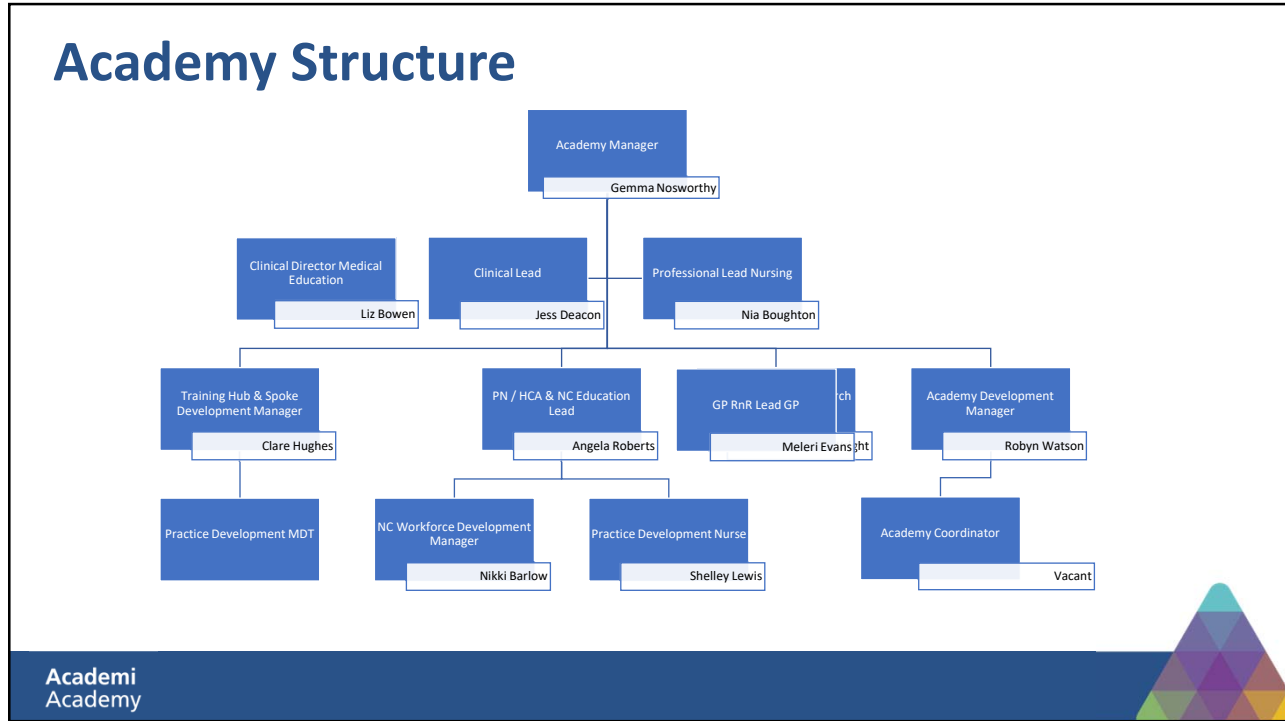 Academy Structure
Academy Manager
Gemma Nosworthy
Clinical Director Medical
Education
Liz Bowen
Clinical Lead
Jess Deacon
Professional Lead Nursing
Nia Boughton
Training Hub & Spoke
Development Manager
Clare Hughes
PN / HCA & NC Education
Lead
Angela Roberts
GP RnR Lead GP
Meleri Evans
Academy Development
Manager
Robyn Watson
Practice Development MDT
NC Workforce Development
Manager
Nikki Barlow
Practice Development Nurse
Shelley Lewis
Academy Coordinator
Vacant
Academi
Academy